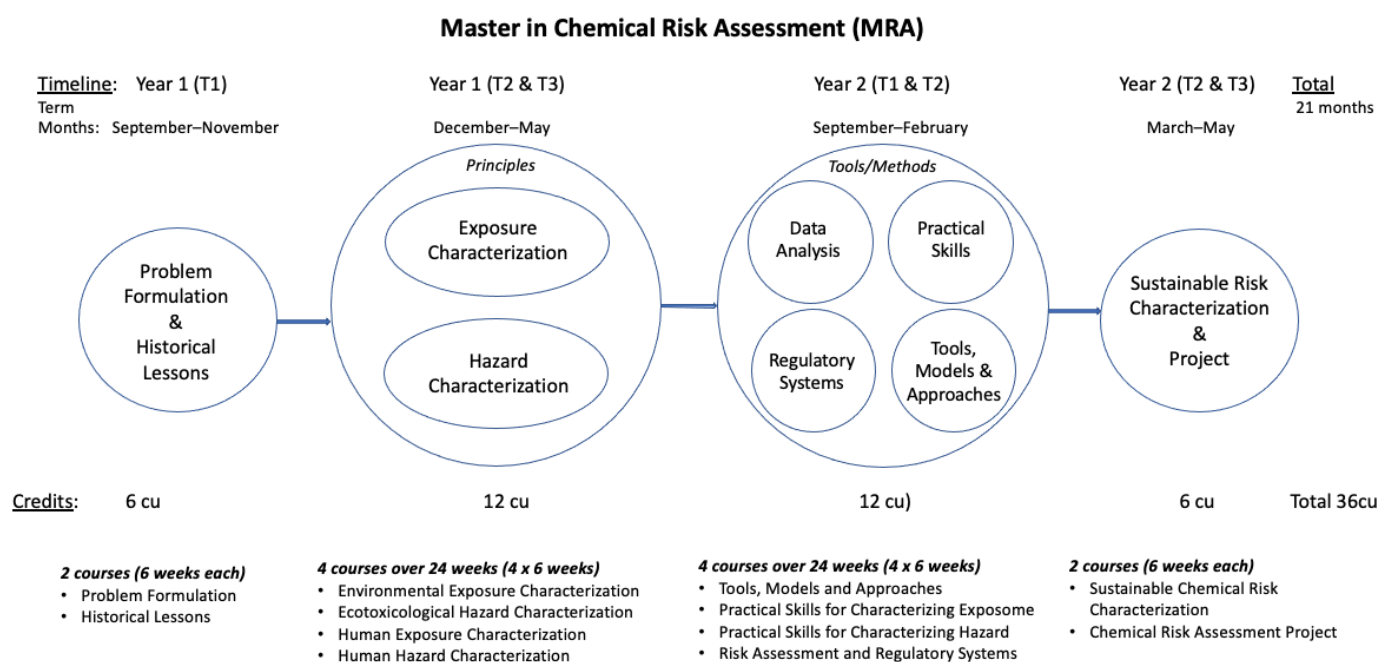 Master in Chemical Risk Assessment (MRA)
Timeline: Year 1 (T1) Year 1 (T2 & T3) Year 2 (T1 & T2) Year 2 (T2 & T3) Total
Term
21 months
Months: September–November December–May September–February March–May
Problem
Formulation
&
Historical
Lessons
Principles
Exposure
Characterization
Hazard
Characterization
Tools/Methods
Data
Analysis
Practical
Skills
Regulatory
Systems
Tools,
Models &
Approaches
Sustainable Risk
Characterization
&
Project
Credits: 6 cu 12 cu 12 cu) 6 cu Total 36cu
2 courses (6 weeks each)
• Problem Formulation
• Historical Lessons
4 courses over 24 weeks (4 x 6 weeks)
• Environmental Exposure Characterization
• Ecotoxicological Hazard Characterization
• Human Exposure Characterization
• Human Hazard Characterization
4 courses over 24 weeks (4 x 6 weeks)
• Tools, Models and Approaches
• Practical Skills for Characterizing Exposome
• Practical Skills for Characterizing Hazard
• Risk Assessment and Regulatory Systems
2 courses (6 weeks each)
• Sustainable Chemical Risk
Characterization
• Chemical Risk Assessment Project